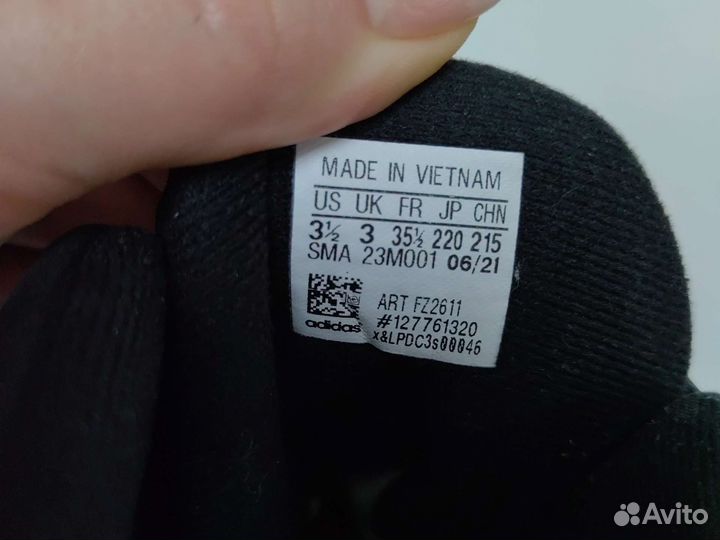 MADE IN VIETNAM
US UK FR JP CHN
3½ 3 35½ 220 215
SMA 23M001 06/21
ART FZ2611
#127761320
adidas
x&LPDC3s00046
Avito